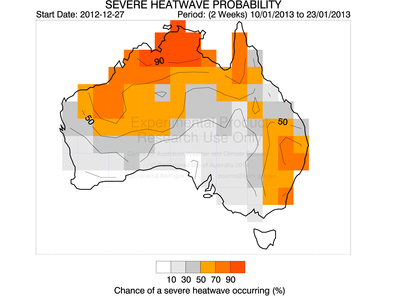 SEVERE HEATWAVE PROBABILITY
Start Date: 2012-12-27 Period: (2 Weeks) 10/01/2013 to 23/01/2013
90
50
50
Experimental Product
Research Use Only
10 30 50 70 90
Chance of a severe heatwave occurring (%)